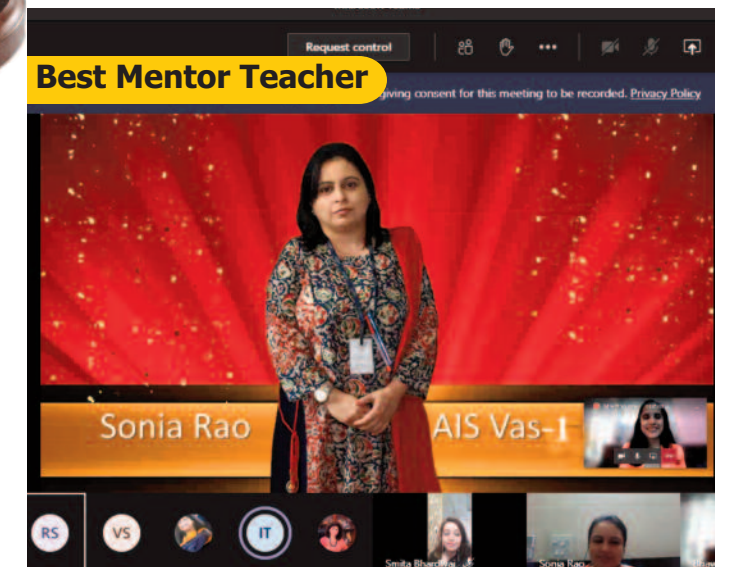 Request control
Best Mentor Teacher
giving consent for this meeting to be recorded. Privacy Policy
Sonia Rao
AIS Vas-1
RS
VS
IT
Smita Bhardwaj
Sonia Rao